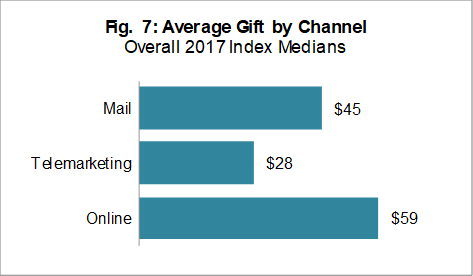 Fig. 7: Average Gift by Channel
Overall 2017 Index Medians
Mail $45
Telemarketing $28
Online $59